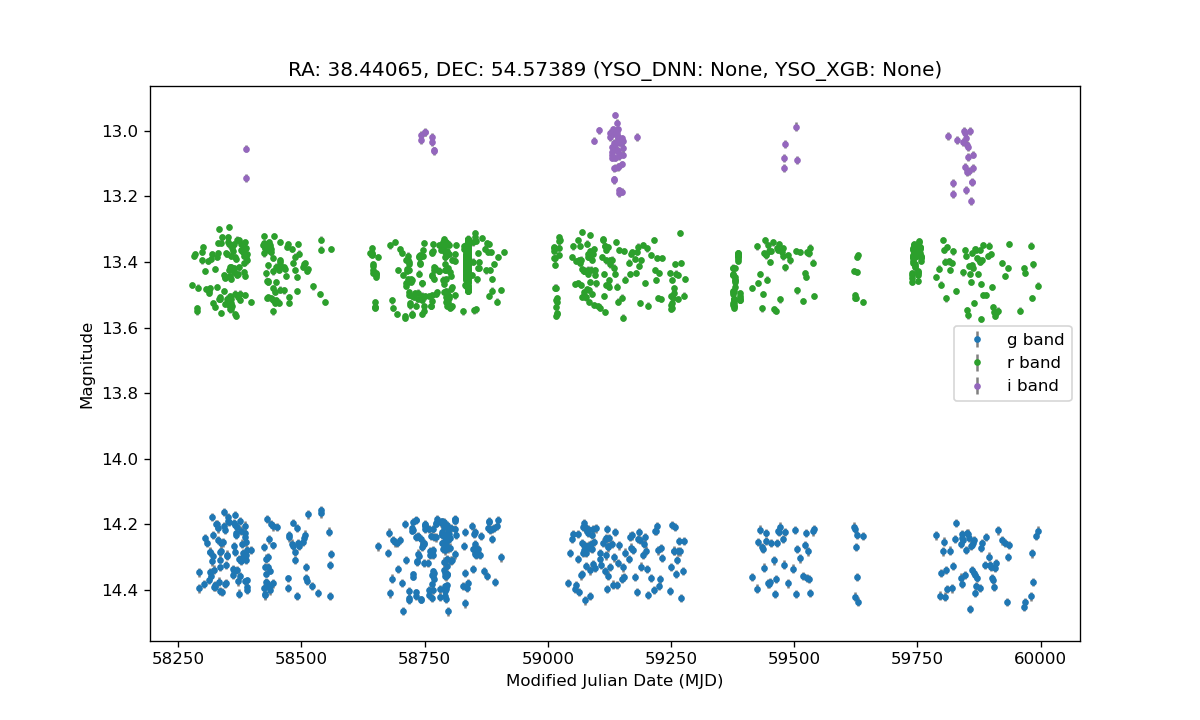 RA: 38.44065, DEC: 54.57389 (YSO_DNN: None, YSO_XGB: None)
13.0
13.2
13.4
13.6
13.8
14.0
14.2
14.4
Magnitude
g band
r band
i band
58250
58500
58750
59000
59250
59500
59750
60000
Modified Julian Date (MJD)